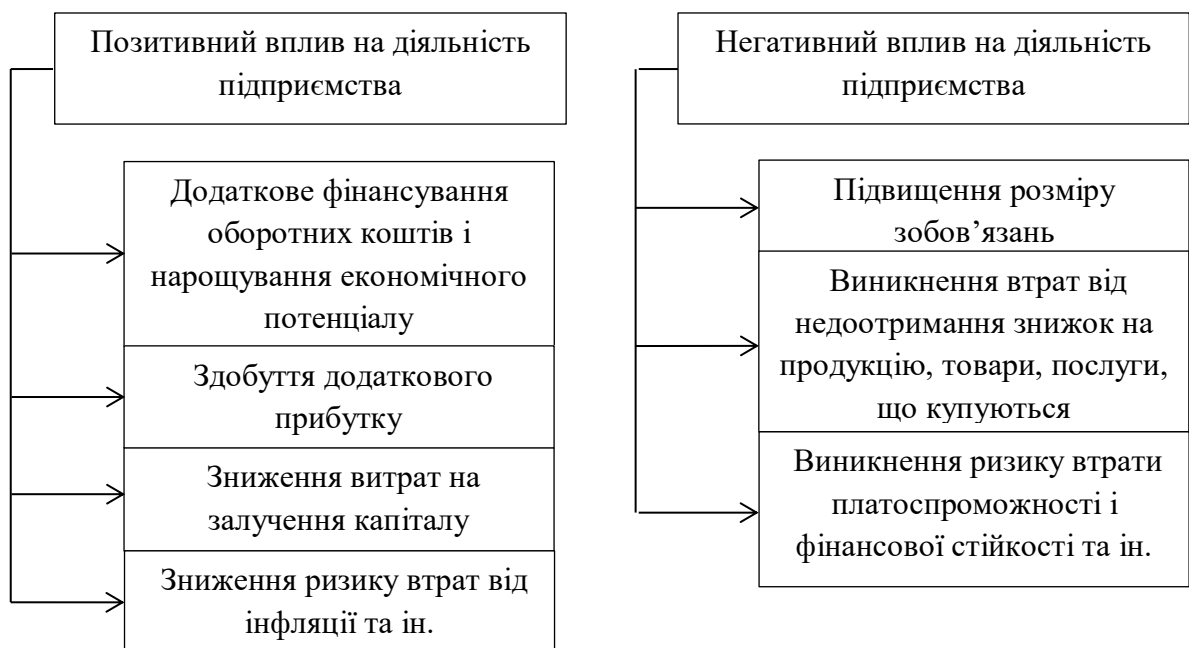 Позитивний вплив на діяльність
підприємства
Додаткове фінансування
оборотних коштів і
нарощування економічного
потенціалу
Здобуття додаткового
прибутку
Зниження витрат на
залучення капіталу
Зниження ризику втрат від
інфляції та ін.
Негативний вплив на діяльність
підприємства
Підвищення розміру
зобов’язань
Виникнення втрат від
недоотримання знижок на
продукцію, товари, послуги,
що купуються
Виникнення ризику втрати
платоспроможності і
фінансової стійкості та ін.